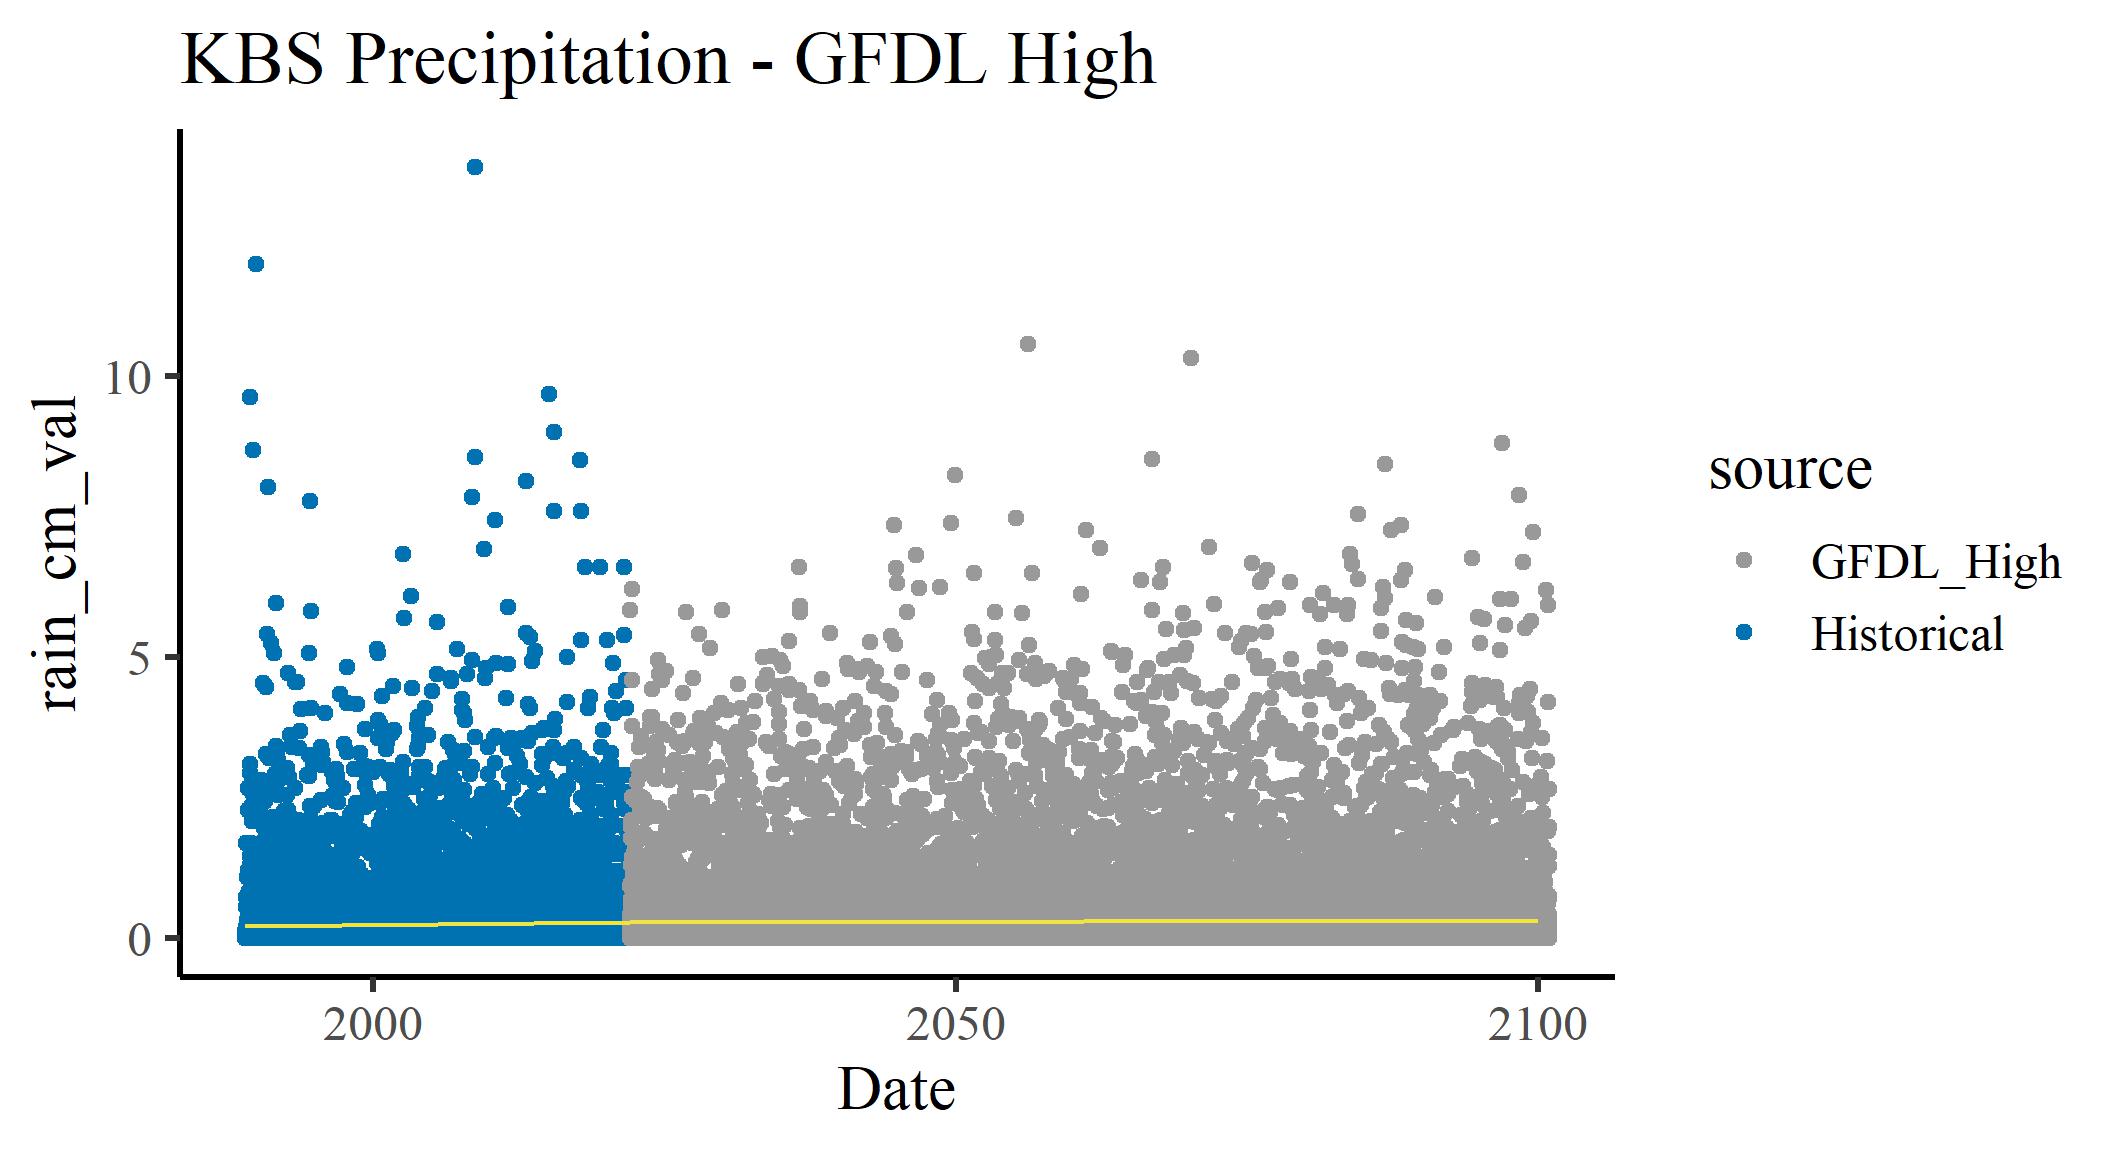 KBS Precipitation - GFDL High
rain_cm_val
10
5
0
2000
2050
2100
Date
source
GFDL_High
Historical